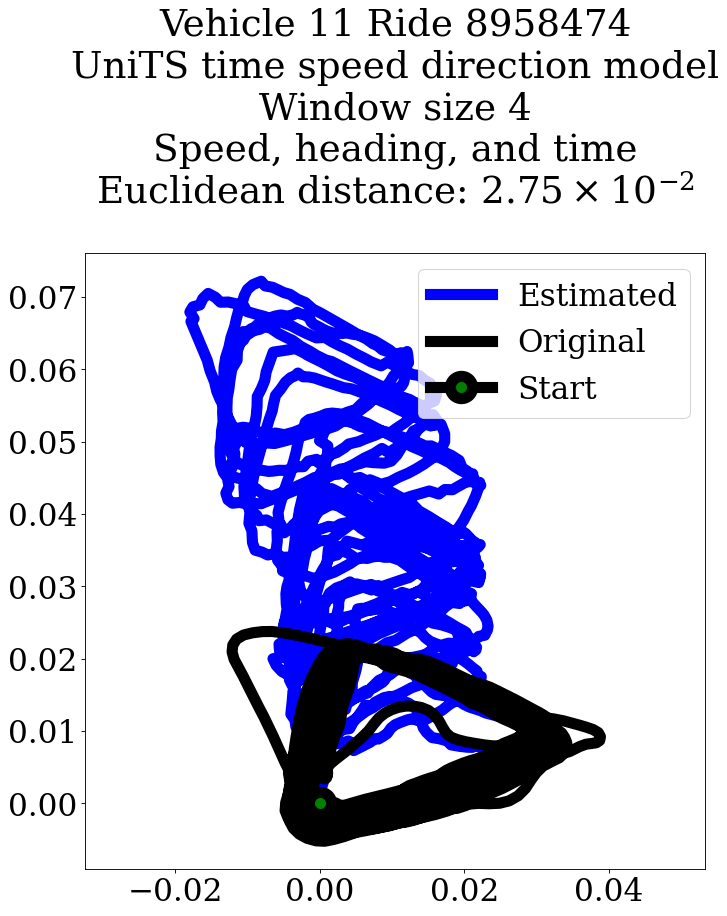 Vehicle 11 Ride 8958474
UniTS time speed direction model
Window size 4
Speed, heading, and time
Euclidean distance: 2.75 × 10⁻²
Estimated
Original
Start
0.07
0.06
0.05
0.04
0.03
0.02
0.01
0.00
−0.02 0.00 0.02 0.04